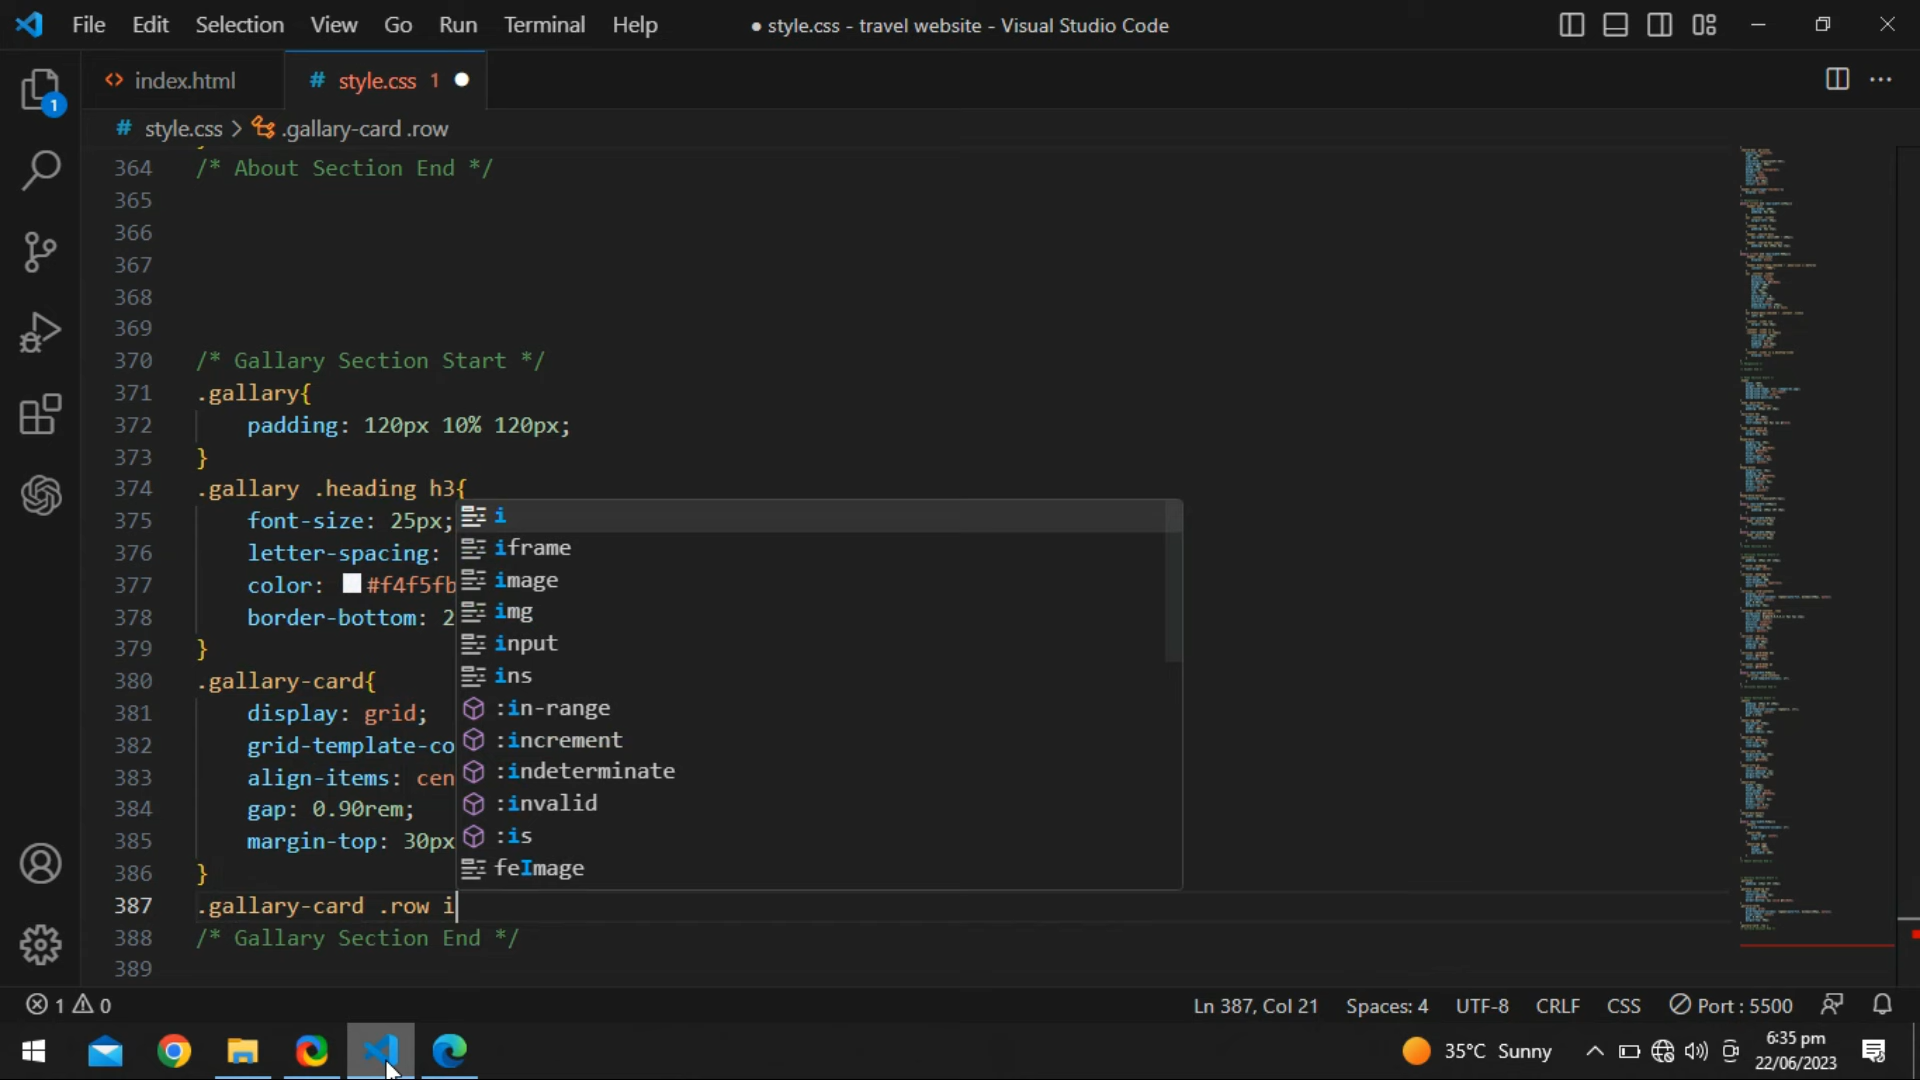 File Edit Selection View Go Run Terminal Help
● style.css - travel website - Visual Studio Code
<> index.html
# style.css 1 ●
# style.css > .gallary-card .row
1
364 /* About Section End */
365
366
367
368
369
370 /* Gallary Section Start */
371 .gallary{
372 padding: 120px 10% 120px;
373 }
374 .gallary .heading h3{
375 font-size: 25px;
376 letter-spacing:
377 color: #f4f5fb
378 border-bottom: 2
379 }
380 .gallary-card{
381 display: grid;
382 grid-template-co
383 align-items: cen
384 gap: 0.90rem;
385 margin-top: 30px
386 }
387 .gallary-card .row i
388 /* Gallary Section End */
389
i
iframe
image
img
input
ins
:in-range
:increment
:indeterminate
:invalid
:is
feImage
1 0
Ln 387, Col 21 Spaces: 4 UTF-8 CRLF CSS Port : 5500
35°C Sunny
6:35 pm
22/06/2023